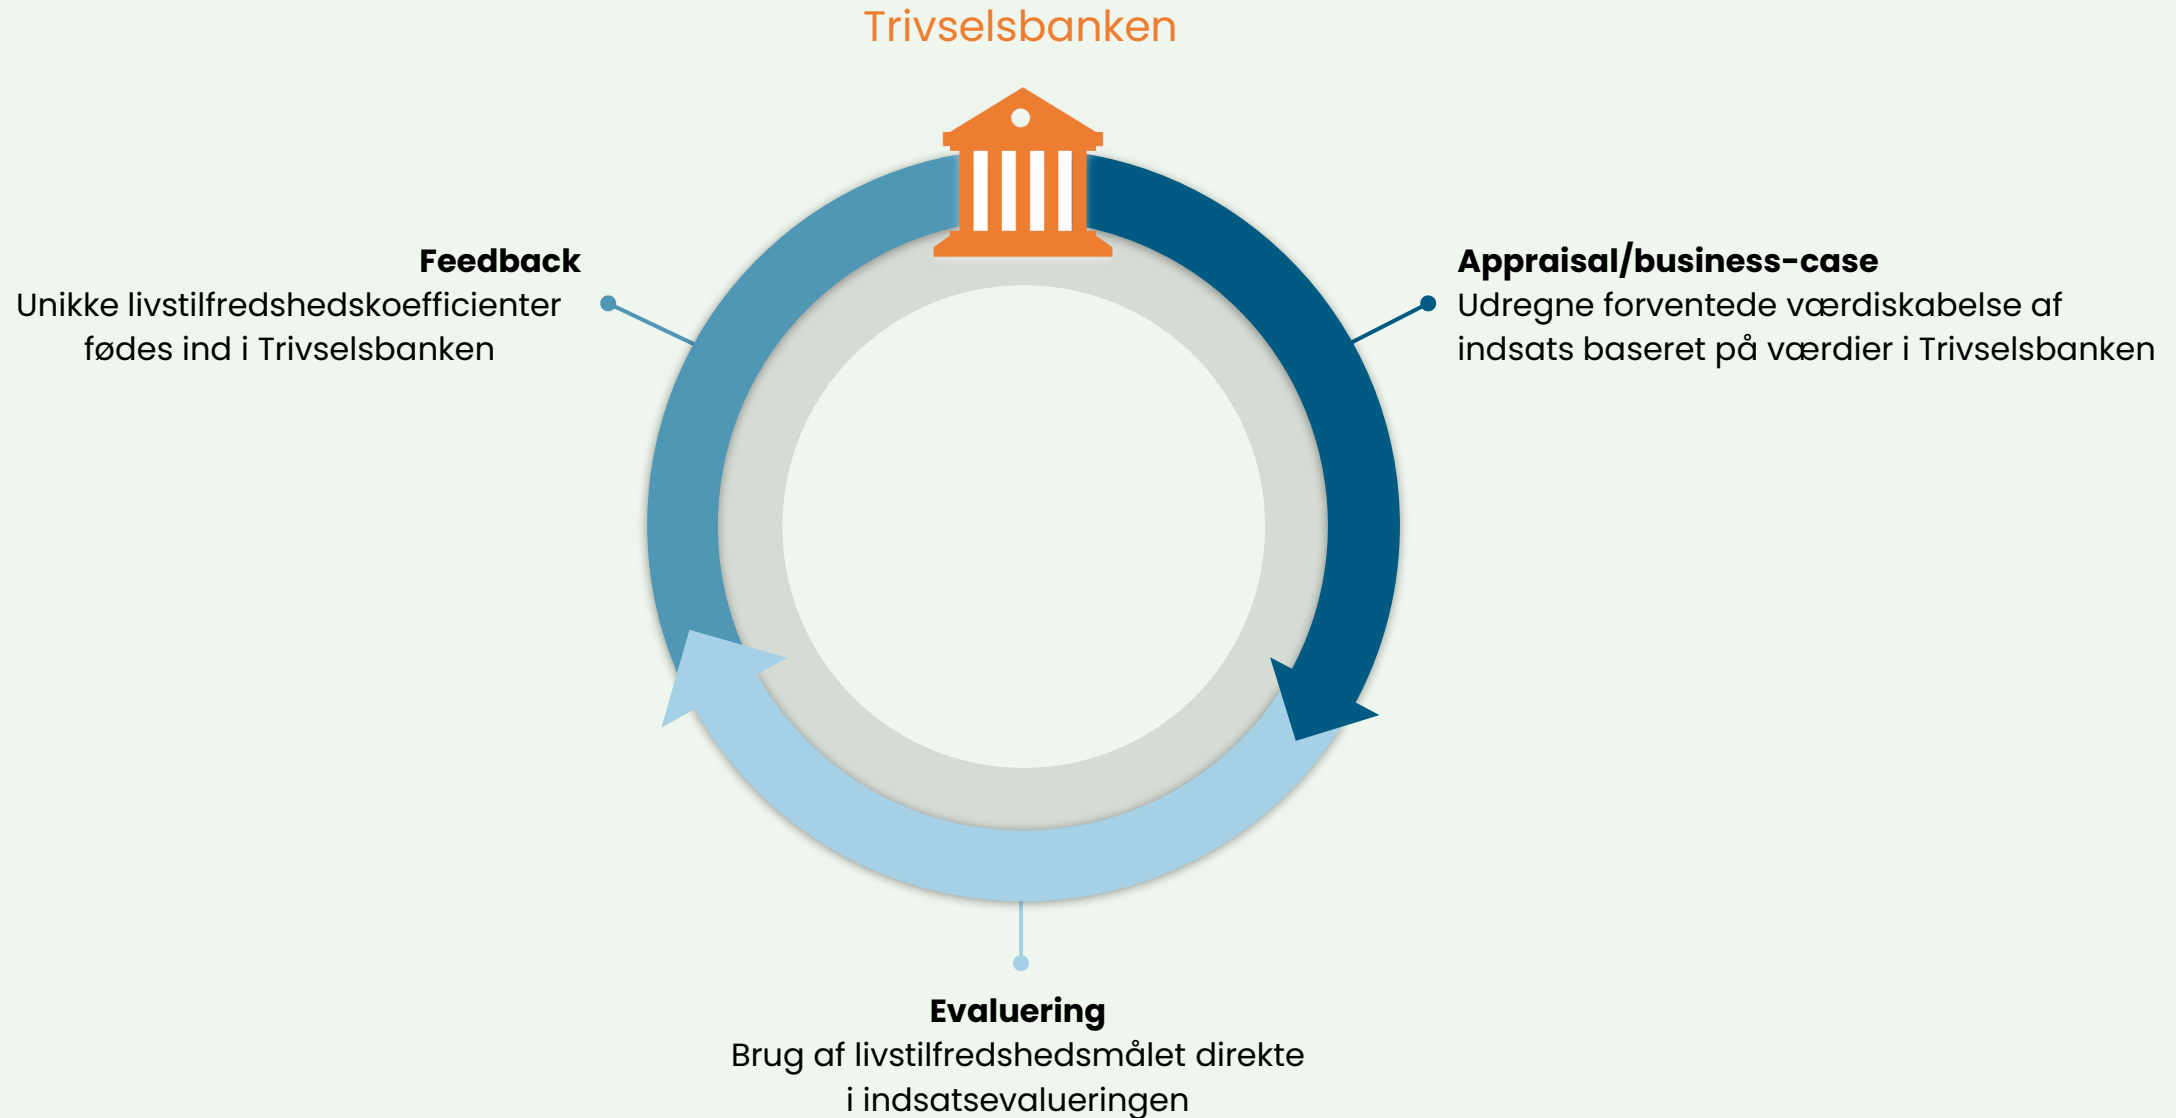 Trivselsbanken
Feedback
Unikke livstilfredshedskoefficienter
fødes ind i Trivselsbanken
Appraisal/business-case
Udregne forventede værdiskabelse af
indsats baseret på værdier i Trivselsbanken
Evaluering
Brug af livstilfredshedsmålet direkte
i indsatsevalueringen